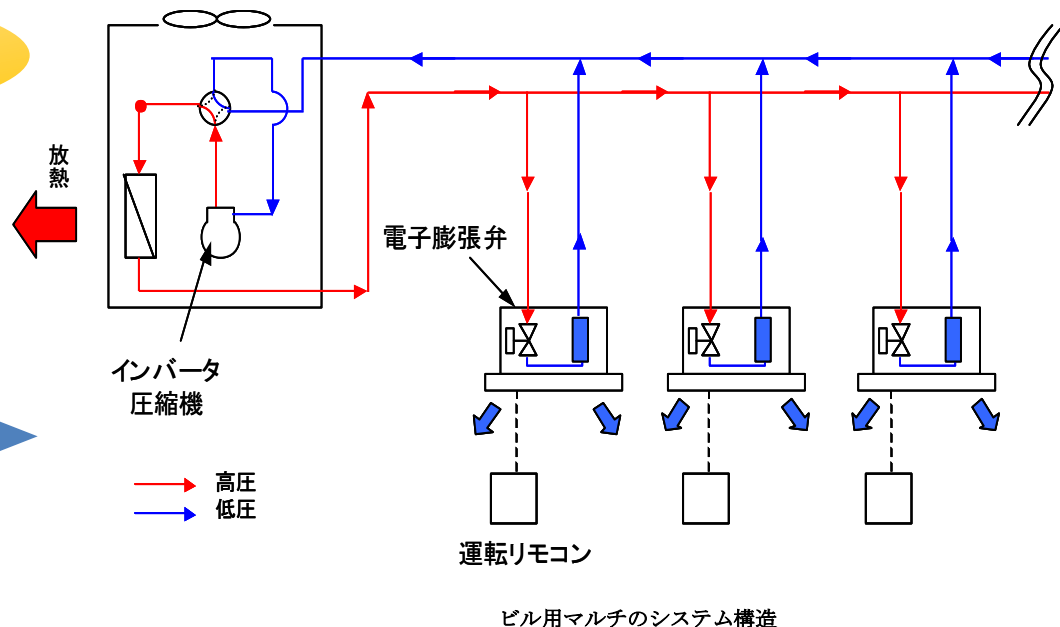 放
熱
電子膨張弁
インバータ
圧縮機
高圧
低圧
運転リモコン
ビル用マルチのシステム構造